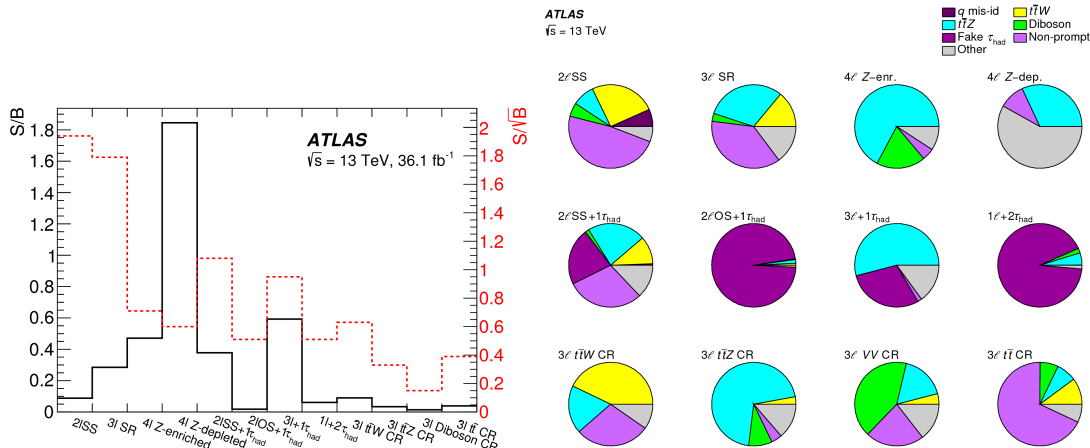 S/B
1.8
1.6
1.4
1.2
1
0.8
0.6
0.4
0.2
0
ATLAS
√s = 13 TeV, 36.1 fb⁻¹
S/√B
2
1.8
1.6
1.4
1.2
1
0.8
0.6
0.4
0.2
0
2lSS
3l SR
4l Z-enriched
4l Z-depleted
2lSS+1τhad
2lOS+1τhad
3l+1τhad
1l+2τhad
3l tt̄W CR
3l tt̄Z CR
3l Diboson CR
3l tt̄ CR
ATLAS
√s = 13 TeV
q mis-id
tt̄W
tt̄Z
Diboson
Fake τhad
Non-prompt
Other
2ℓSS
3ℓ SR
4ℓ Z-enr.
4ℓ Z-dep.
2ℓSS+1τhad
2ℓOS+1τhad
3ℓ+1τhad
1ℓ+2τhad
3ℓ tt̄W CR
3ℓ tt̄Z CR
3ℓ VV CR
3ℓ tt̄ CR